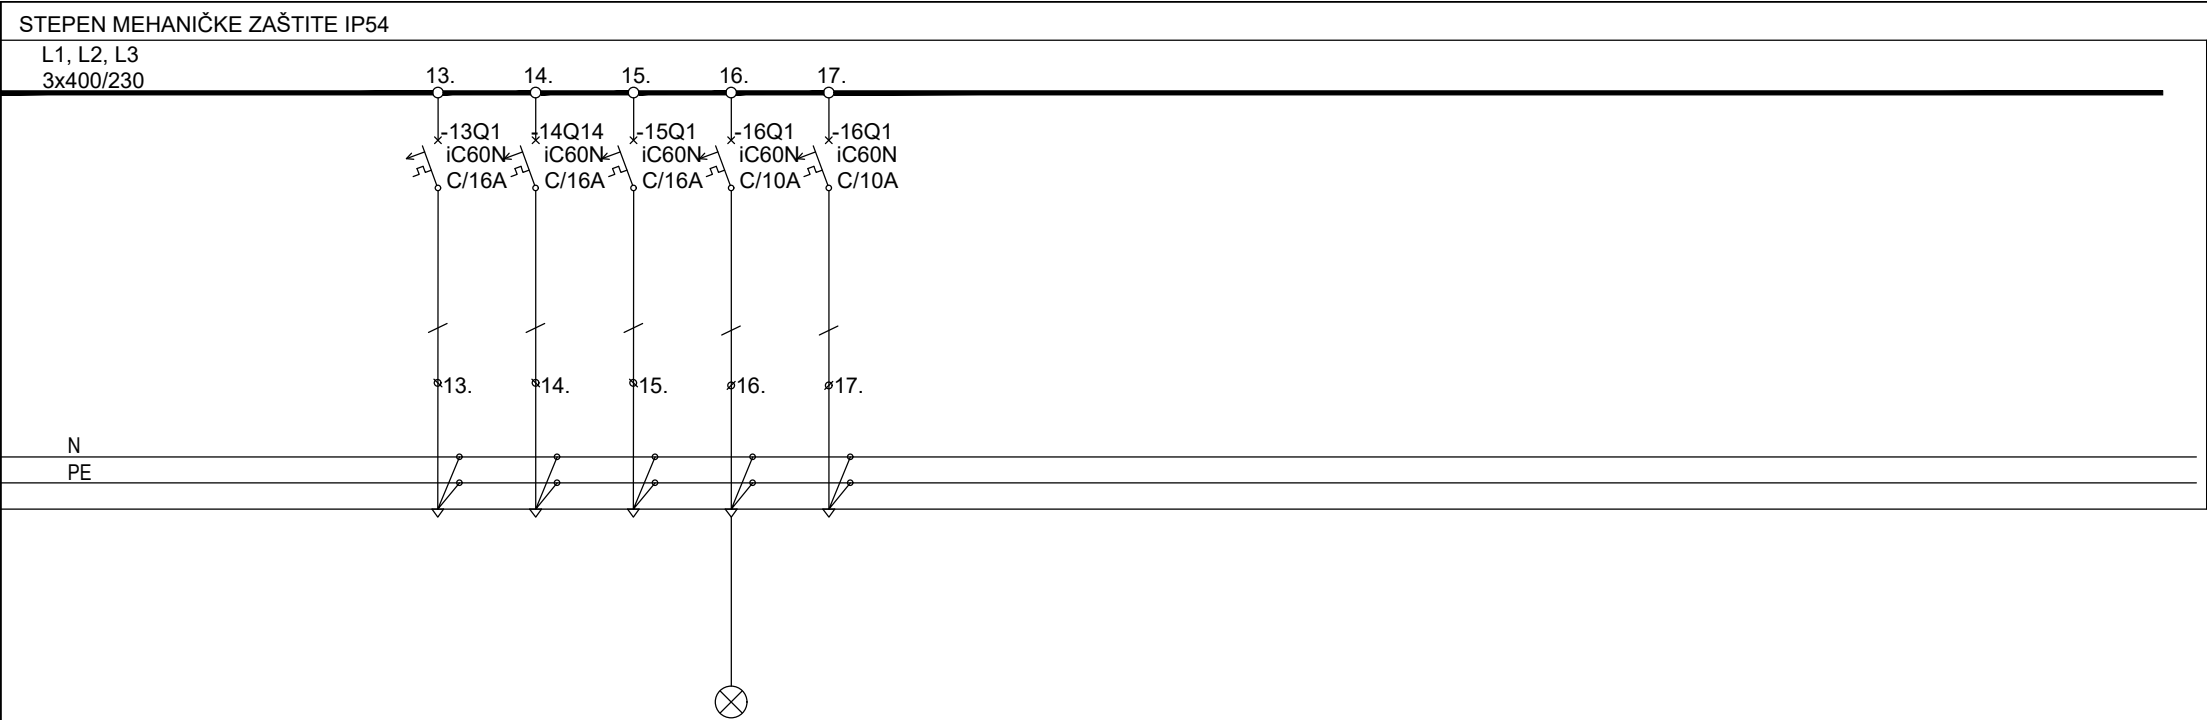 STEPEN MEHANIČKE ZAŠTITE IP54
L1, L2, L3
3x400/230
13. 14. 15. 16. 17.
-13Q1 -14Q14 -15Q1 -16Q1 -16Q1
iC60N iC60N iC60N iC60N iC60N
C/16A C/16A C/16A C/10A C/10A
13. 14. 15. 16. 17.
N
PE